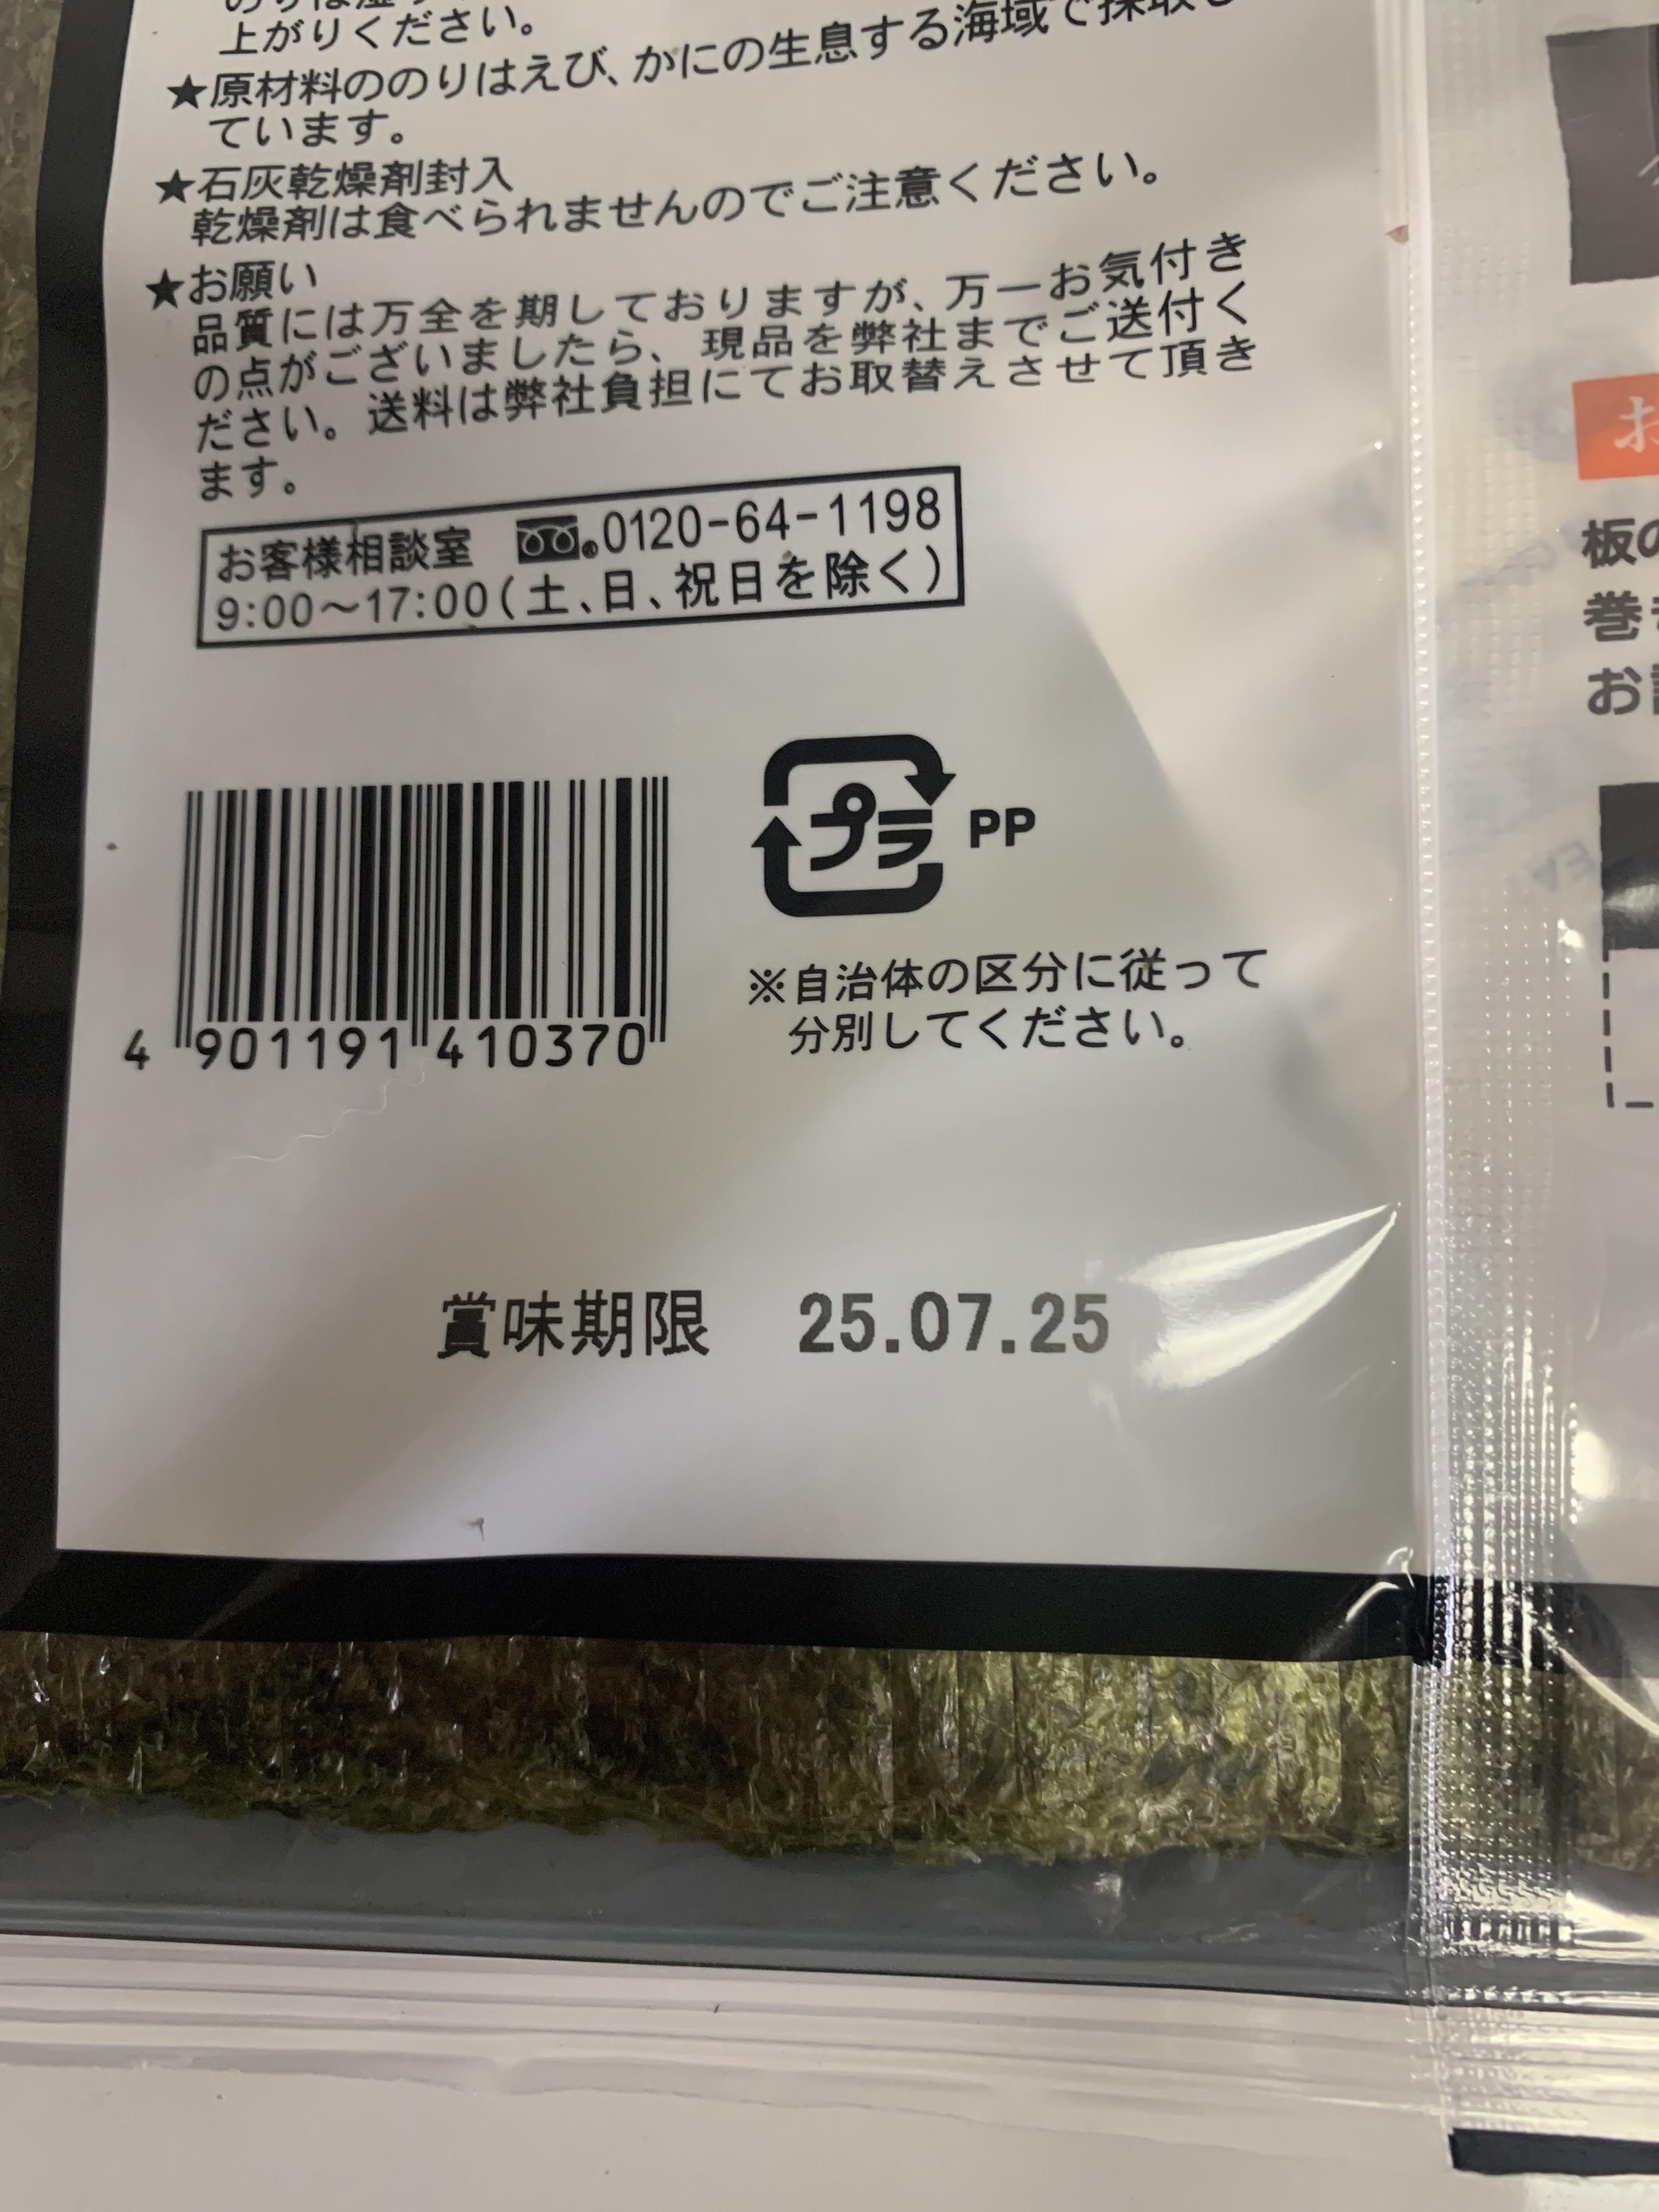 上がりください。
★原材料ののりはえび、かにの生息する海域で採取し
ています。
★石灰乾燥剤封入
乾燥剤は食べられませんのでご注意ください。
★お願い
品質には万全を期しておりますが、万一お気付き
の点がございましたら、現品を弊社までご送付く
ださい。送料は弊社負担にてお取替えさせて頂き
ます。
お客様相談室 0120-64-1198
9:00〜17:00(土、日、祝日を除く)
プラ PP
4 901191 410370
※自治体の区分に従って
分別してください。
賞味期限 25.07.25
お
板の
巻き
お